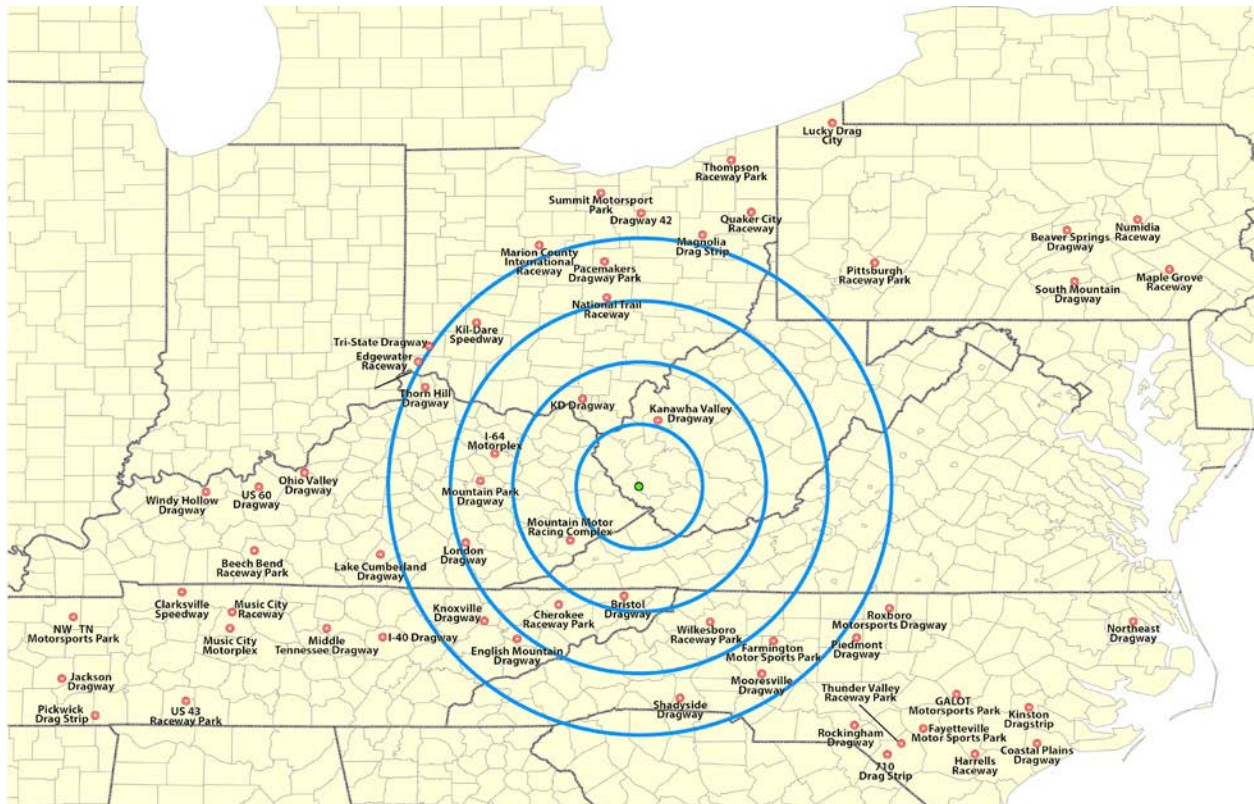 Lucky Drag
City
Thompson
Raceway Park
Summit Motorsport
Park
Dragway 42
Quaker City
Raceway
Magnolia
Drag Strip
Marion County
International
Raceway
Pacemakers
Dragway Park
National Trail
Raceway
Numidia
Raceway
Beaver Springs
Dragway
Pittsburgh
Raceway Park
South Mountain
Dragway
Maple Grove
Raceway
Kil-Dare
Speedway
Tri-State Dragway
Edgewater
Raceway
Thorn Hill
Dragway
KD Dragway
Kanawha Valley
Dragway
I-64
Motorplex
Mountain Park
Dragway
Ohio Valley
Dragway
US 60
Dragway
Windy Hollow
Dragway
Mountain Motor
Racing Complex
London
Dragway
Beech Bend
Raceway Park
Lake Cumberland
Dragway
Clarksville
Speedway
Music City
Raceway
NW TN
Motorsports Park
Music City
Motorplex
Middle
Tennessee Dragway
I-40 Dragway
Knoxville
Dragway
English Mountain
Dragway
Cherokee
Raceway Park
Bristol
Dragway
Wilkesboro
Raceway Park
Farmington
Motor Sports Park
Roxboro
Motorsports Dragway
Piedmont
Dragway
Northeast
Dragway
Mooresville
Dragway
Shadyside
Dragway
Thunder Valley
Raceway Park
Jackson
Dragway
Pickwick
Drag Strip
US 43
Raceway Park
GALOT
Motorsports Park
Rockingham
Dragway
Fayetteville
Motor Sports Park
Kinston
Dragstrip
Coastal Plains
Dragway
710
Drag Strip
Harrells
Raceway